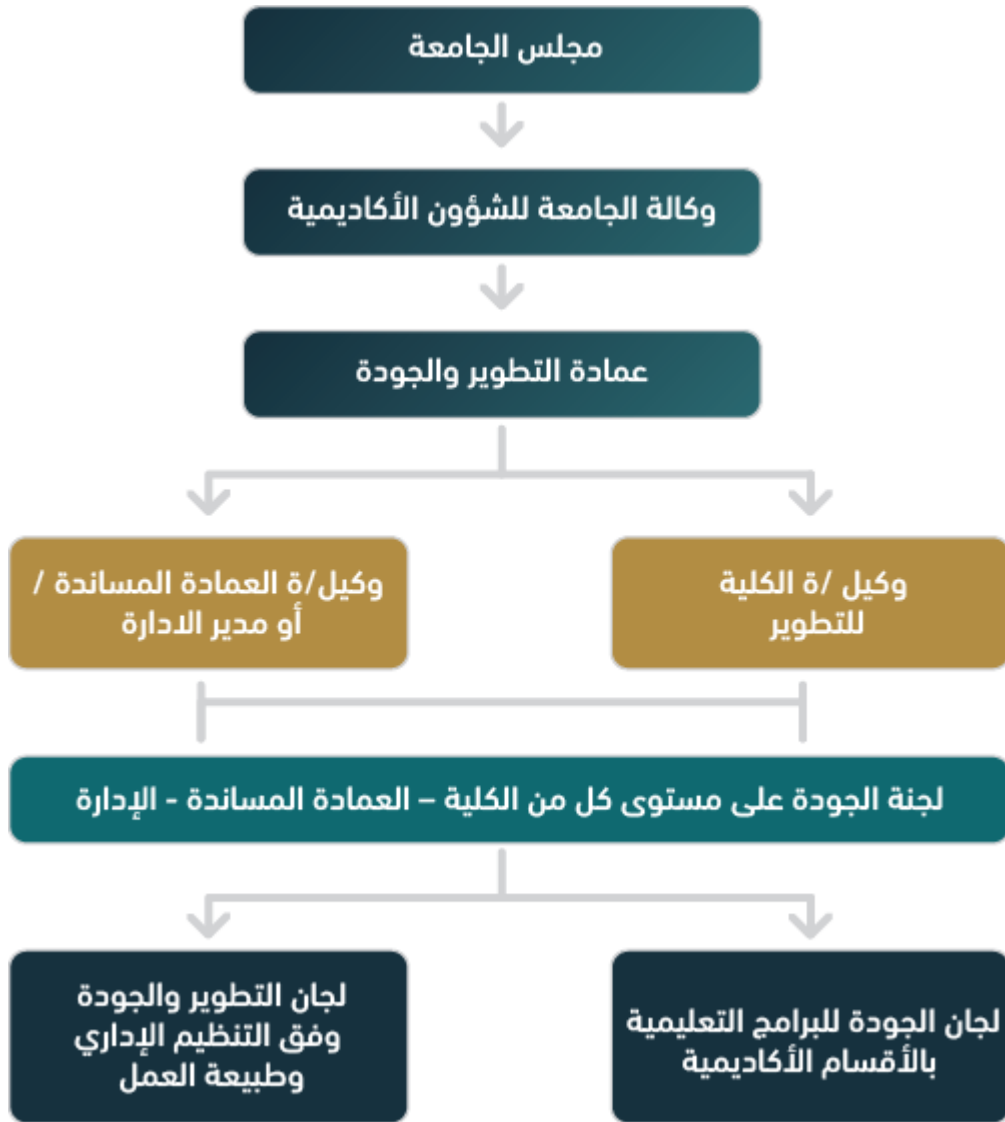 مجلس الجامعة
وكالة الجامعة للشؤون الأكاديمية
عمادة التطوير والجودة
وكيل /ة الكلية
للتطوير
وكيل/ة العمادة المساندة /
أو مدير الادارة
لجنة الجودة على مستوى كل من الكلية – العمادة المساندة - الإدارة
لجان الجودة للبرامج التعليمية
بالأقسام الأكاديمية
لجان التطوير والجودة
وفق التنظيم الإداري
وطبيعة العمل